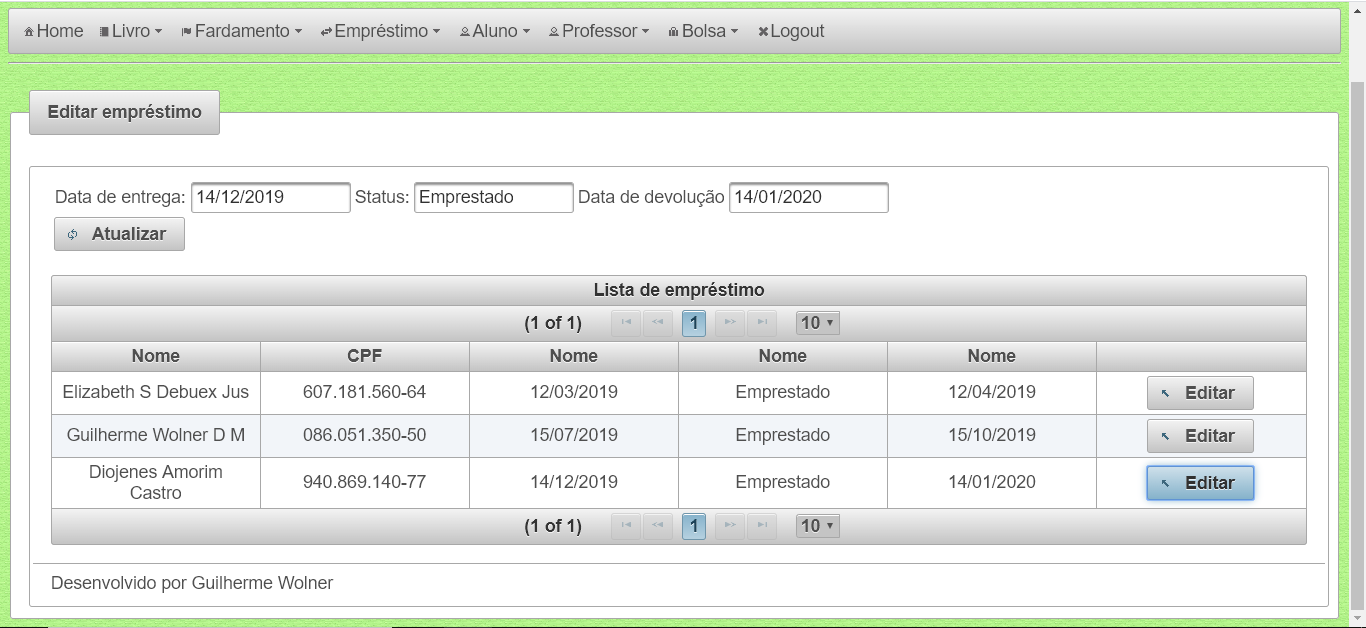 Home Livro Fardamento Empréstimo Aluno Professor Bolsa Logout
Editar empréstimo
Data de entrega: 14/12/2019 Status: Emprestado Data de devolução 14/01/2020
Atualizar
Lista de empréstimo
(1 of 1) 1 10
Nome CPF Nome Nome Nome
Elizabeth S Debuex Jus 607.181.560-64 12/03/2019 Emprestado 12/04/2019 Editar
Guilherme Wolner D M 086.051.350-50 15/07/2019 Emprestado 15/10/2019 Editar
Diojenes Amorim
Castro 940.869.140-77 14/12/2019 Emprestado 14/01/2020 Editar
(1 of 1) 1 10
Desenvolvido por Guilherme Wolner